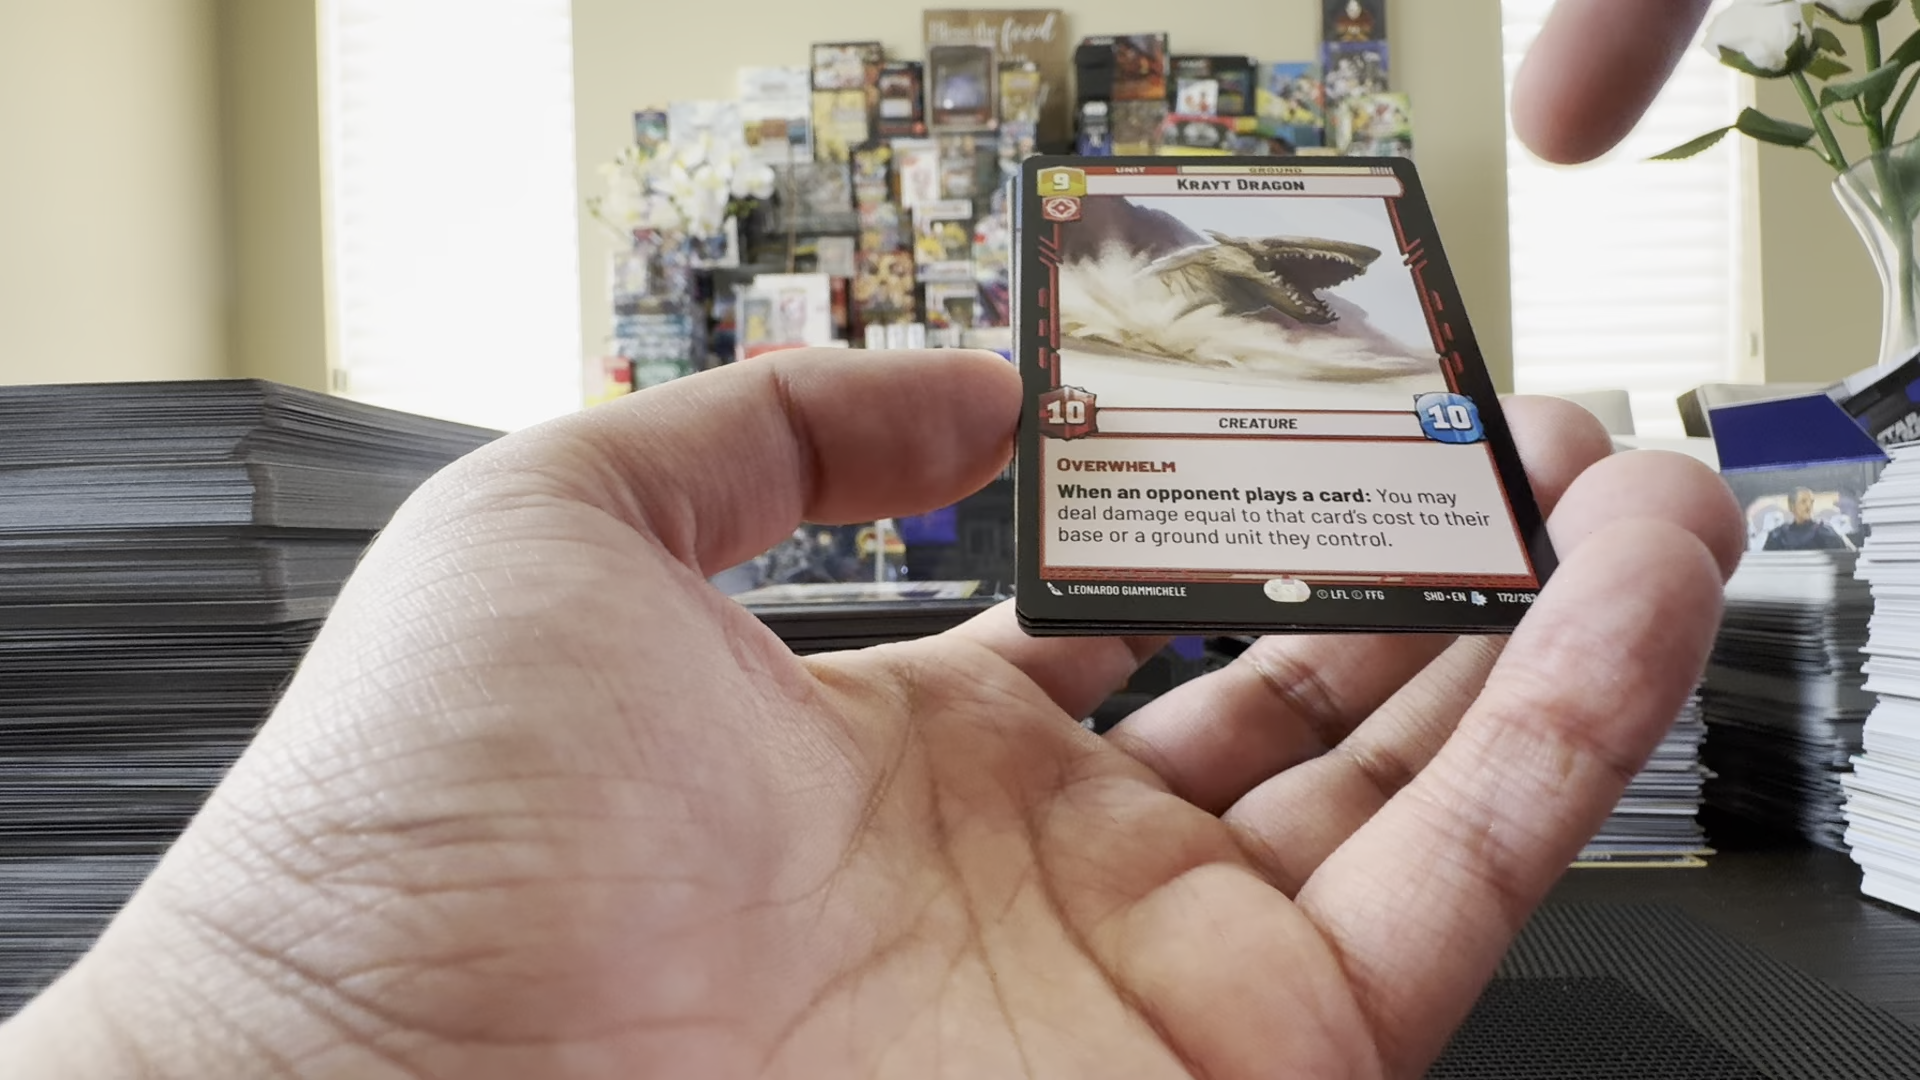 food
9
UNIT
GROUND
KRAYT DRAGON
10
CREATURE
10
OVERWHELM
When an opponent plays a card: You may
deal damage equal to that card's cost to their
base or a ground unit they control.
LEONARDO GIAMMICHELE
© LFL © FFG
SHD • EN